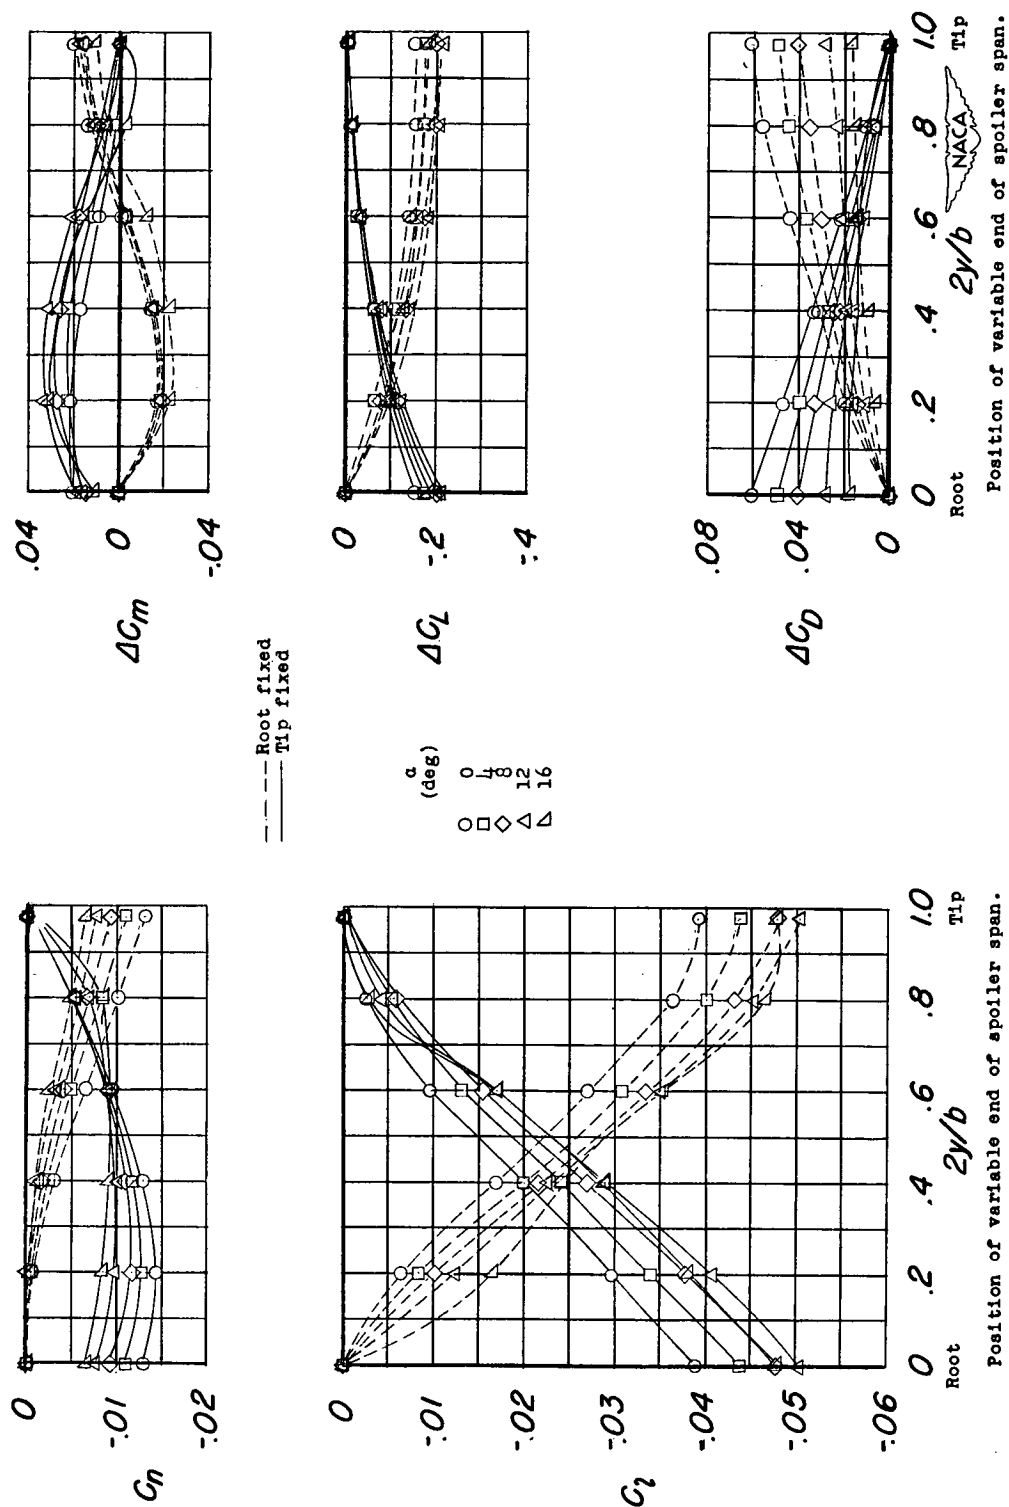 Cn
0
-.01
-.02
Cl
0
-.01
-.02
-.03
-.04
-.05
-.06
0 .2 .4 .6 .8 1.0
Root 2y/b Tip
Position of variable end of spoiler span.
--- Root fixed
Tip fixed
α
(deg)
0
4
8
12
16
ΔCm
.04
0
-.04
ΔCL
0
-.2
-.4
ΔCD
.08
.04
0
0 .2 .4 .6 .8 1.0
Root 2y/b Tip
NACA
Position of variable end of spoiler span.